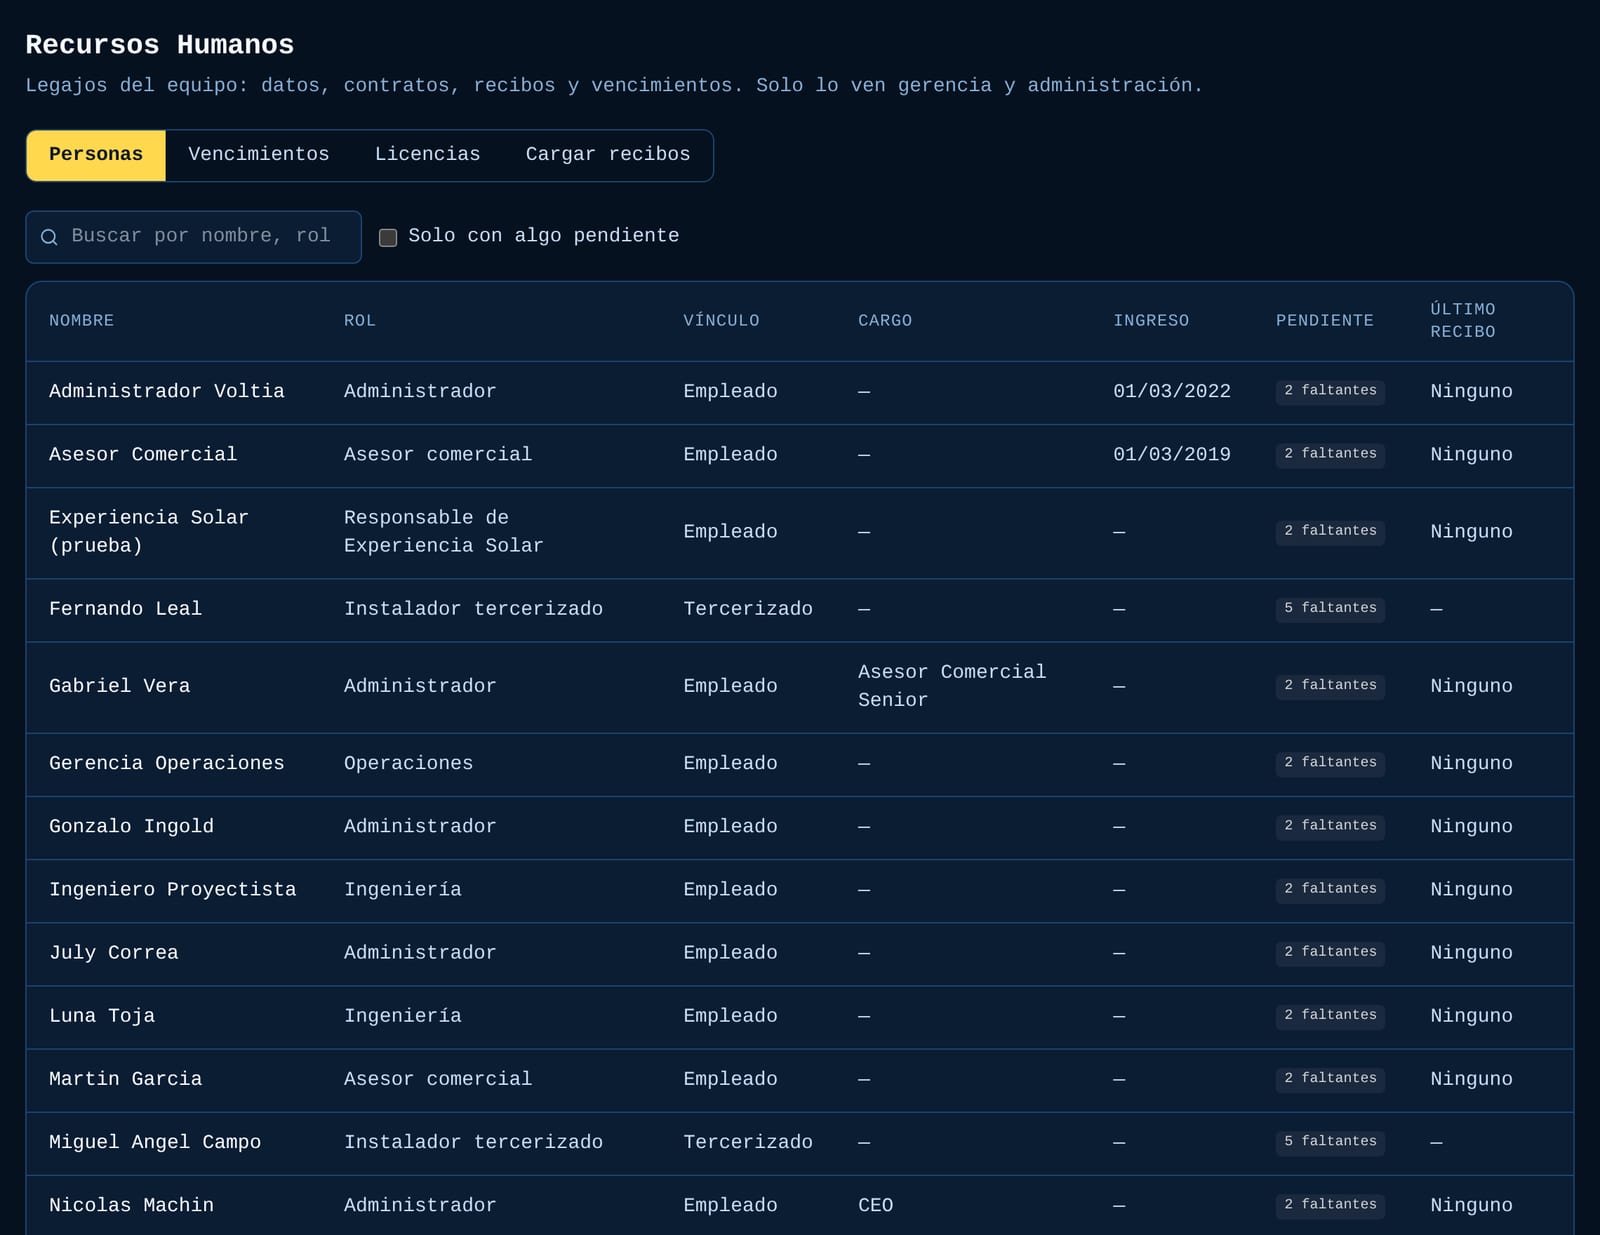 Recursos Humanos
Legajos del equipo: datos, contratos, recibos y vencimientos. Solo lo ven gerencia y administración.
Personas Vencimientos Licencias Cargar recibos
Buscar por nombre, rol Solo con algo pendiente
NOMBRE ROL VÍNCULO CARGO INGRESO PENDIENTE ÚLTIMO RECIBO
Administrador Voltia Administrador Empleado — 01/03/2022 2 faltantes Ninguno
Asesor Comercial Asesor comercial Empleado — 01/03/2019 2 faltantes Ninguno
Experiencia Solar (prueba) Responsable de Experiencia Solar Empleado — — 2 faltantes Ninguno
Fernando Leal Instalador tercerizado Tercerizado — — 5 faltantes —
Gabriel Vera Administrador Empleado Asesor Comercial Senior — 2 faltantes Ninguno
Gerencia Operaciones Operaciones Empleado — — 2 faltantes Ninguno
Gonzalo Ingold Administrador Empleado — — 2 faltantes Ninguno
Ingeniero Proyectista Ingeniería Empleado — — 2 faltantes Ninguno
July Correa Administrador Empleado — — 2 faltantes Ninguno
Luna Toja Ingeniería Empleado — — 2 faltantes Ninguno
Martin Garcia Asesor comercial Empleado — — 2 faltantes Ninguno
Miguel Angel Campo Instalador tercerizado Tercerizado — — 5 faltantes —
Nicolas Machin Administrador Empleado CEO — 2 faltantes Ninguno